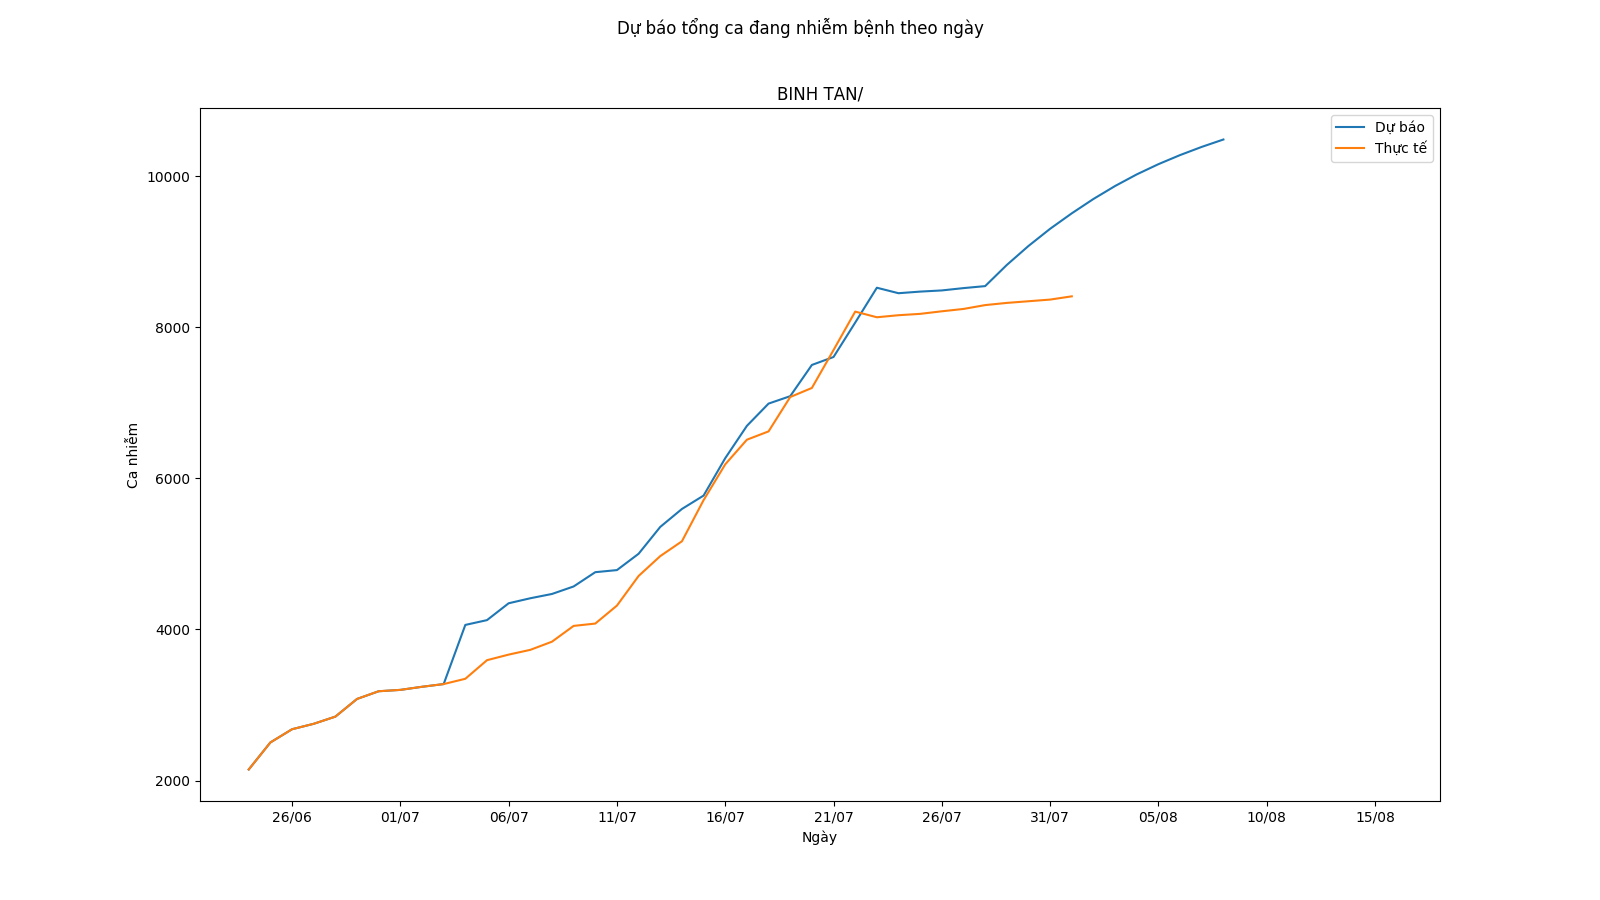 Dự báo tổng ca đang nhiễm bệnh theo ngày
BINH TAN/
Dự báo
Thực tế
10000
8000
6000
4000
2000
Ca nhiễm
26/06 01/07 06/07 11/07 16/07 21/07 26/07 31/07 05/08 10/08 15/08
Ngày